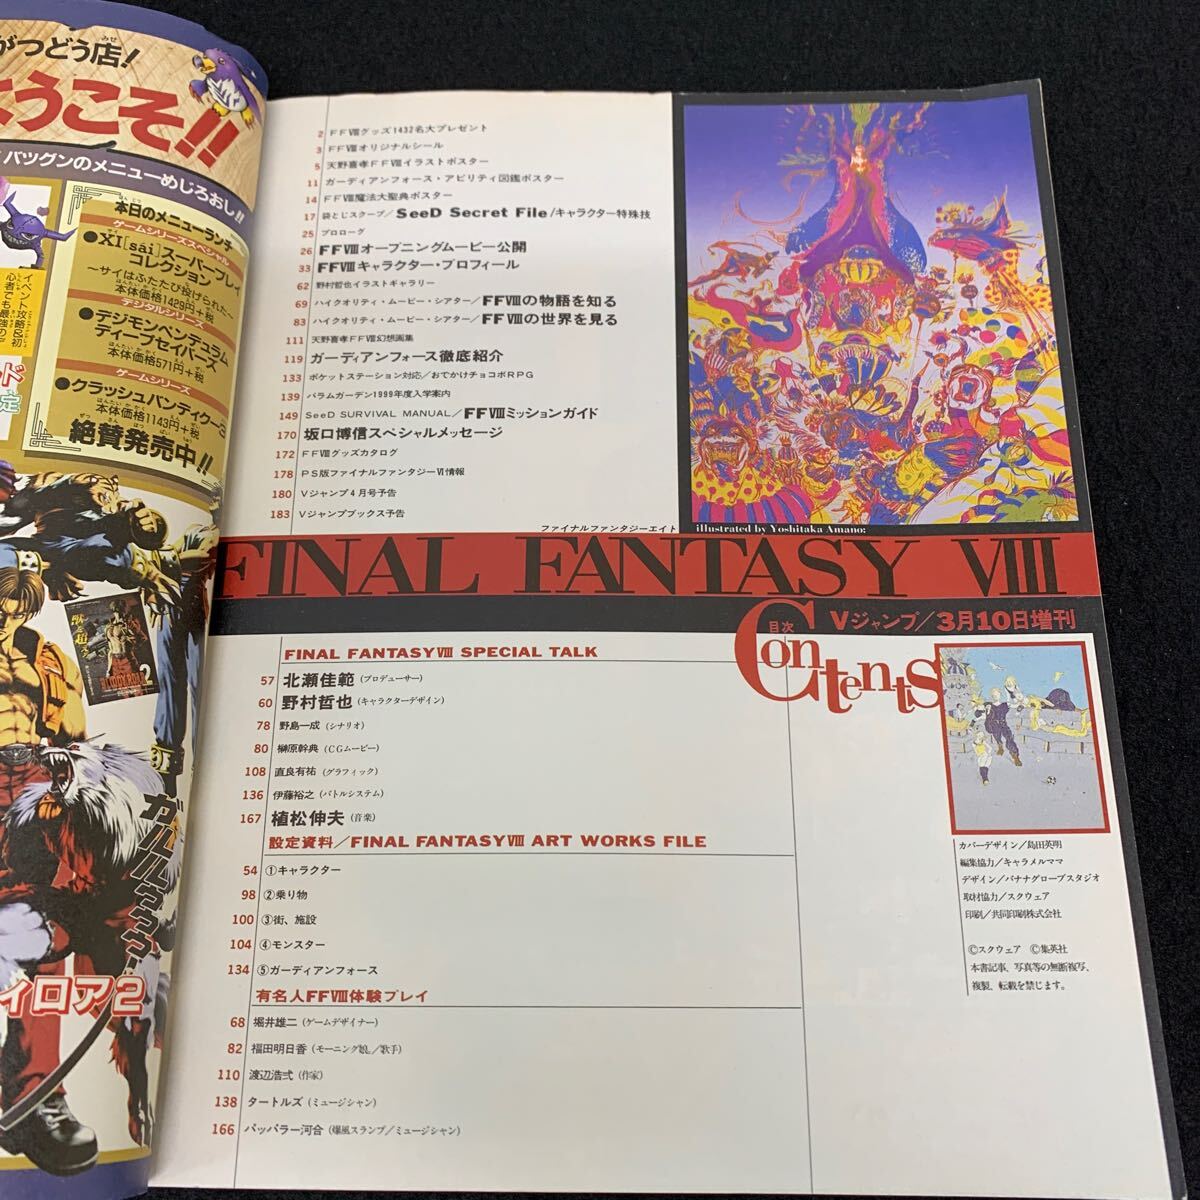 がつどう店!
みせ
ようこそ!!
バツグンのメニューめじろおし!!
本日のメニューランチ
ゲームシリーズスペシャル
●XI[sai]スーパープレイ
コレクション
〜サイはふたたび投げられた〜
本体価格1429円+税
デジタルシリーズ
●デジモンペンデュラム
ディープセイバーズ
本体価格571円+税
ゲームシリーズ
●クラッシュバンディクー3
本体価格1143円+税
絶賛発売中!!
獣を超え
BLOODY ROAR 2
ガルルゥゥゥ
ィロア2
2 FFⅧグッズ1432名大プレゼント
3 FFⅧオリジナルシール
5 天野喜孝FFⅧイラストポスター
11 ガーディアンフォース・アビリティ図鑑ポスター
14 FFⅧ魔法大聖典ポスター
17 袋とじスクープ/SeeD Secret File/キャラクター特殊技
25 プロローグ
26 FFⅧオープニングムービー公開
33 FFⅧキャラクター・プロフィール
62 野村哲也イラストギャラリー
69 ハイクオリティ・ムービー・シアター/FFⅧの物語を知る
83 ハイクオリティ・ムービー・シアター/FFⅧの世界を見る
111 天野喜孝FFⅧ幻想画集
119 ガーディアンフォース徹底紹介
133 ポケットステーション対応/おでかけチョコボRPG
139 バラムガーデン1999年度入学案内
149 SeeD SURVIVAL MANUAL/FFⅧミッションガイド
170 坂口博信スペシャルメッセージ
172 FFⅧグッズカタログ
178 PS版ファイナルファンタジーⅥ情報
180 Vジャンプ4月号予告
183 Vジャンプブックス予告
ファイナルファンタジーエイト
illustrated by Yoshitaka Amano:
FINAL FANTASY VIII
Vジャンプ/3月10日増刊
目次
Contents
FINAL FANTASYⅧ SPECIAL TALK
57 北瀬佳範(プロデューサー)
60 野村哲也(キャラクターデザイン)
78 野島一成(シナリオ)
80 榊原幹典(CGムービー)
108 直良有祐(グラフィック)
136 伊藤裕之(バトルシステム)
167 植松伸夫(音楽)
設定資料/FINAL FANTASYⅧ ART WORKS FILE
54 ①キャラクター
98 ②乗り物
100 ③街、施設
104 ④モンスター
134 ⑤ガーディアンフォース
有名人FFⅧ体験プレイ
68 堀井雄二(ゲームデザイナー)
82 福田明日香(モーニング娘。/歌手)
110 渡辺浩弐(作家)
138 タートルズ(ミュージシャン)
166 パッパラー河合(爆風スランプ/ミュージシャン)
カバーデザイン/島田英明
編集協力/キャラメルママ
デザイン/バナナグローブスタジオ
取材協力/スクウェア
印刷/共同印刷株式会社
©スクウェア ©集英社
本書記事、写真等の無断複写、
複製、転載を禁じます。